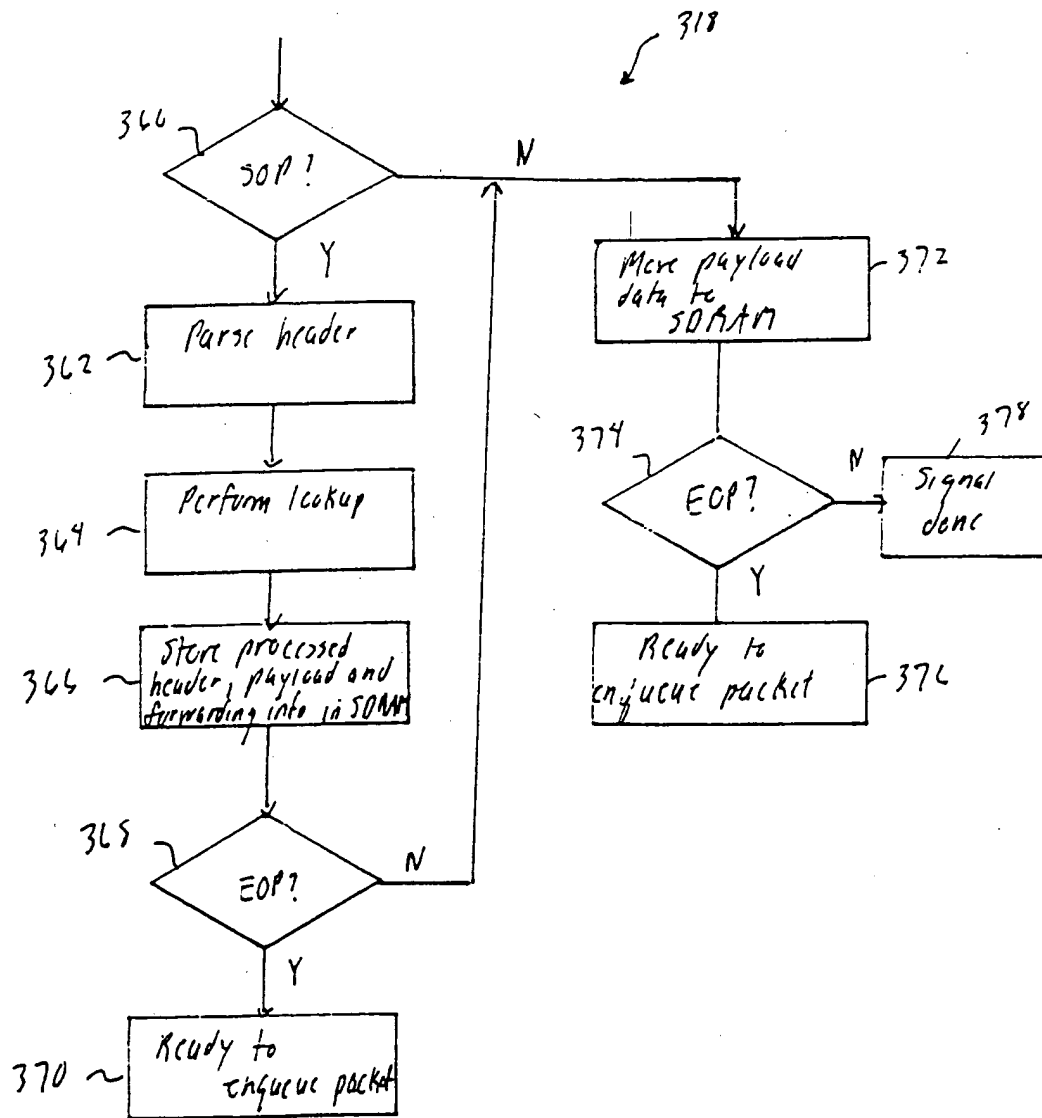 318
366
SOP?
N
Y
Parse header
362
Perform lookup
364
Store processed
header, payload and
forwarding info in SDRAM
366
368
EOP?
N
Y
Ready to
enqueue packet
370
Move payload
data to
SDRAM
372
374
EOP?
N
Y
378
Signal
done
Ready to
enqueue packet
376